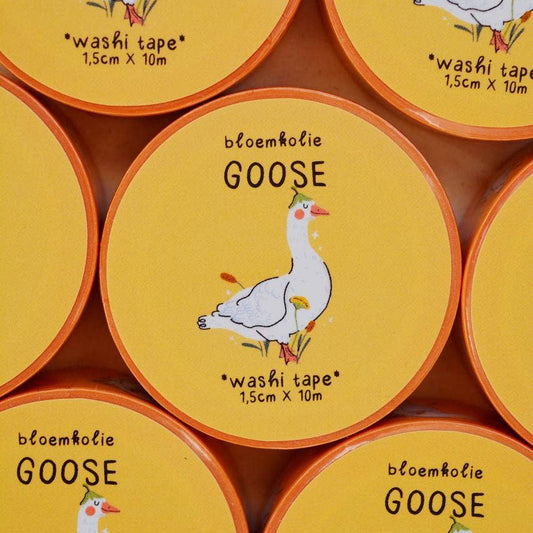 *washi tape*
1,5cm X 10m
*washi tape
1,5cm X 10m
bloemkolie
GOOSE
*washi tape*
1,5cm X 10m
bloemkolie
GOOSE
bloemkolie
GOOSE